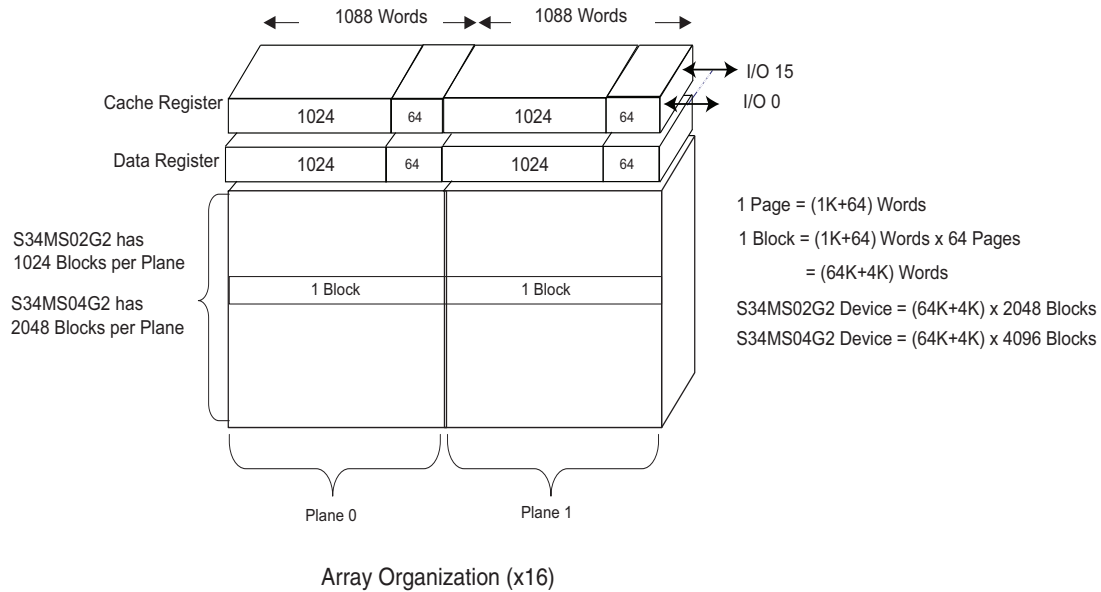 1088 Words 1088 Words
I/O 15
Cache Register
I/O 0
1024 64 1024 64
Data Register
1024 64 1024 64
1 Page = (1K+64) Words
S34MS02G2 has
1024 Blocks per Plane
1 Block = (1K+64) Words x 64 Pages
= (64K+4K) Words
S34MS04G2 has
2048 Blocks per Plane
1 Block 1 Block
S34MS02G2 Device = (64K+4K) x 2048 Blocks
S34MS04G2 Device = (64K+4K) x 4096 Blocks
Plane 0 Plane 1
Array Organization (x16)